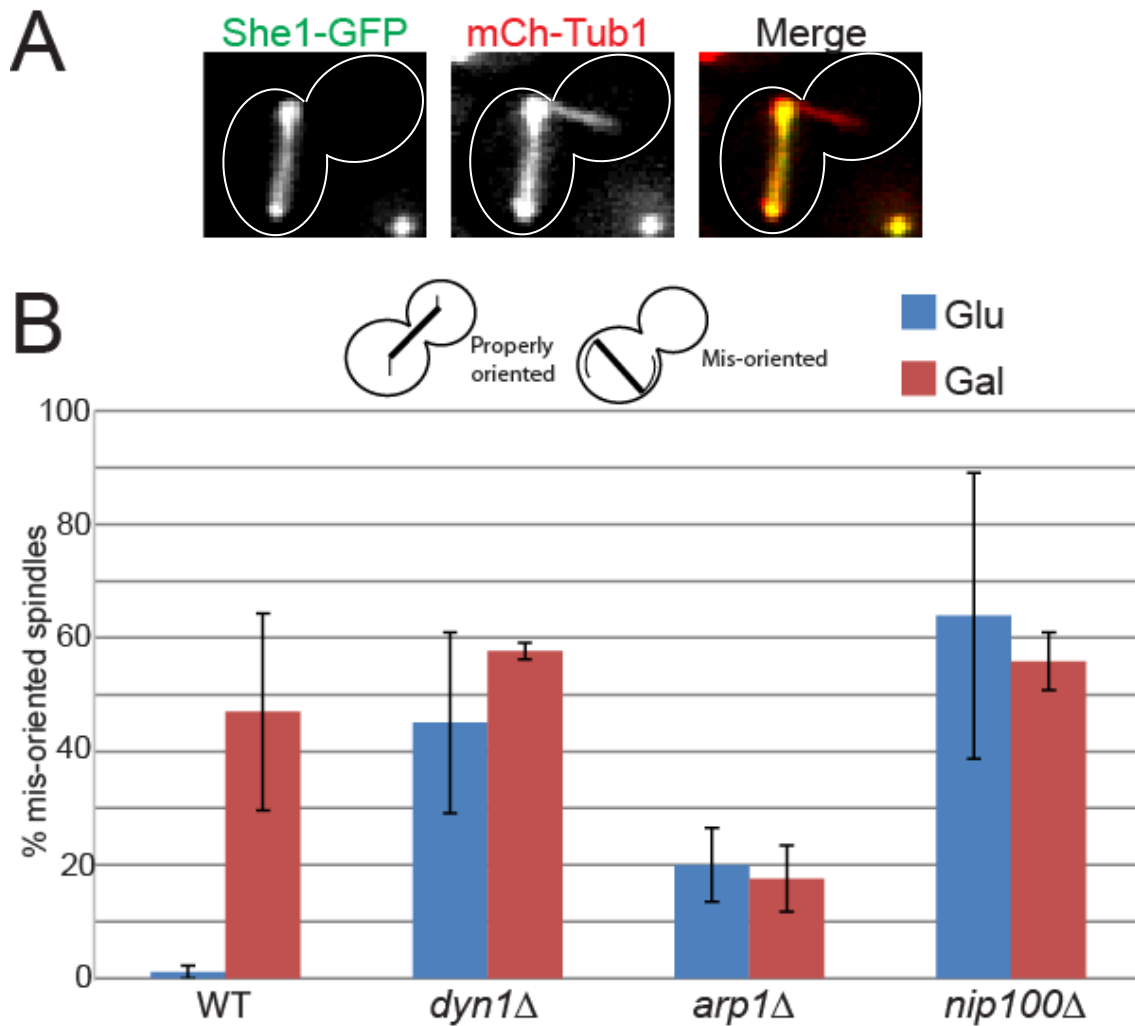 A
She1-GFP mCh-Tub1 Merge
B
Properly
oriented
Mis-oriented
Glu
Gal
% mis-oriented spindles
100
80
60
40
20
0
WT dyn1Δ arp1Δ nip100Δ